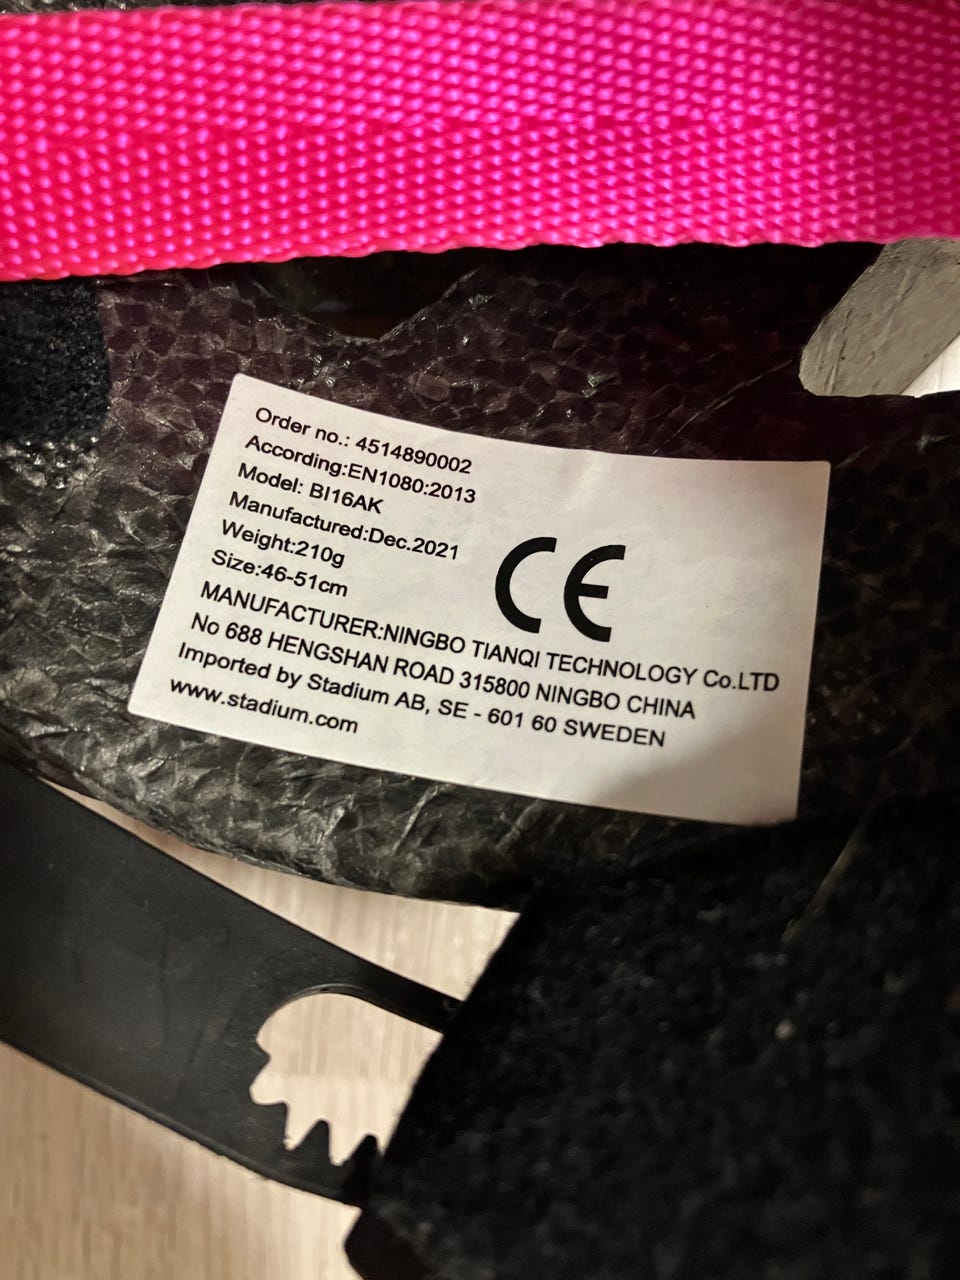 Order no.: 4514890002
According:EN1080:2013
Model: BI16AK
Manufactured:Dec.2021
Weight:210g
Size:46-51cm
CE
MANUFACTURER:NINGBO TIANQI TECHNOLOGY Co.LTD
No 688 HENGSHAN ROAD 315800 NINGBO CHINA
Imported by Stadium AB, SE - 601 60 SWEDEN
www.stadium.com